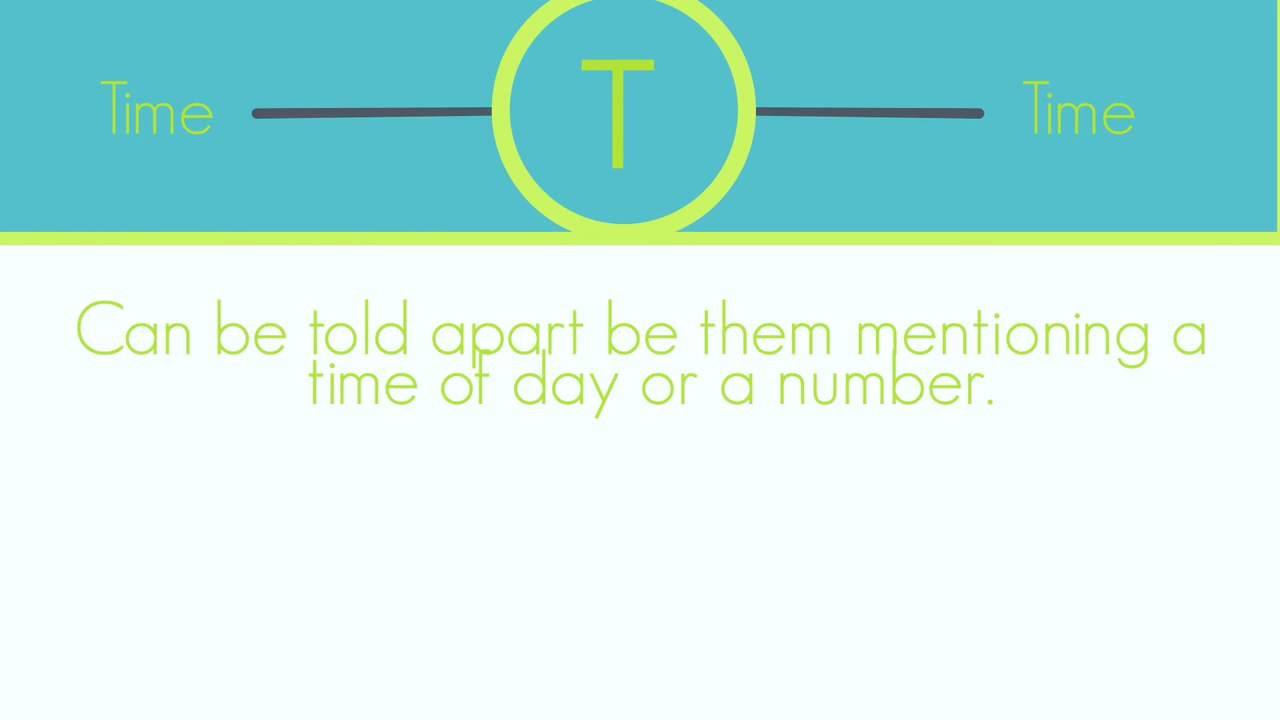 Time
T
Time
Can be told apart be them mentioning a
time of day or a number.